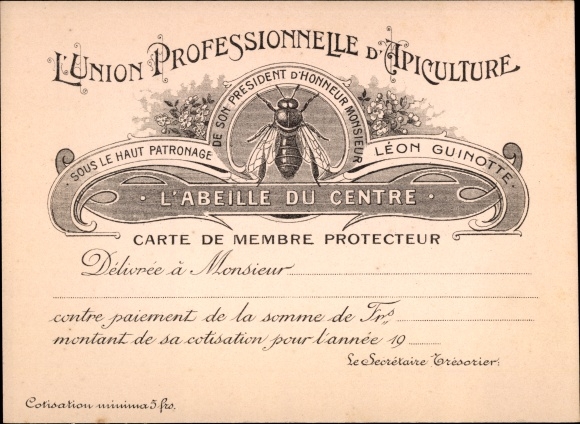 L'UNION PROFESSIONNELLE D'APICULTURE
SOUS LE HAUT PATRONAGE DE SON PRÉSIDENT D'HONNEUR MONSIEUR LÉON GUINOTTE
· L'ABEILLE DU CENTRE ·
CARTE DE MEMBRE PROTECTEUR
Délivrée à Monsieur
contre paiement de la somme de Frs
montant de sa cotisation pour l'année 19
Le Secrétaire Trésorier:
Cotisation minima 5 frs.